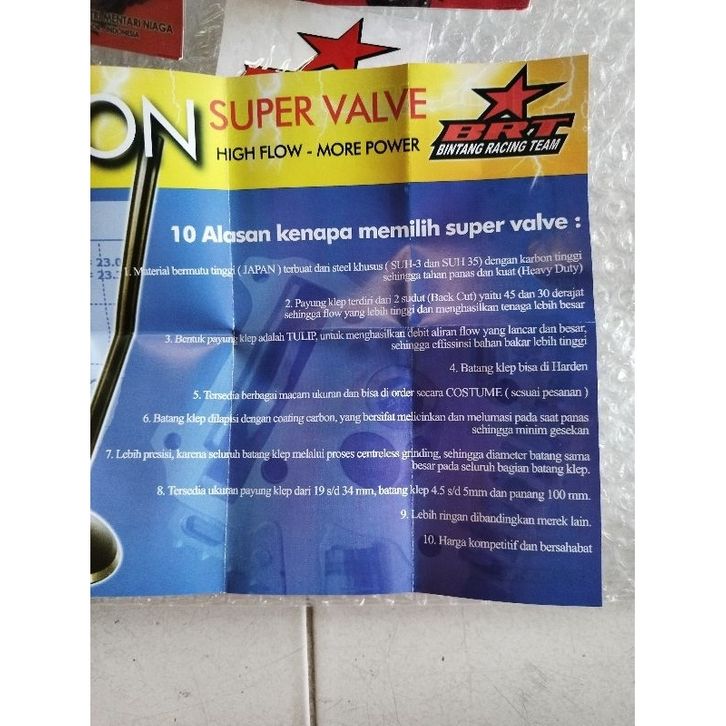 MENTARI NIAGA
INDONESIA
ON SUPER VALVE
HIGH FLOW - MORE POWER
BRT
BINTANG RACING TEAM
10 Alasan kenapa memilih super valve :
1. Material bermutu tinggi ( JAPAN ) terbuat dari steel khusus ( SUH-3 dan SUH 35) dengan karbon tinggi
sehingga tahan panas dan kuat (Heavy Duty)
2. Payung klep terdiri dari 2 sudut (Back Cut) yaitu 45 dan 30 derajat
sehingga flow yang lebih tinggi dan menghasilkan tenaga lebih besar
3. Bentuk payung klep adalah TULIP, untuk menghasilkan debit aliran flow yang lancar dan besar,
sehingga effissinsi bahan bakar lebih tinggi
4. Batang klep bisa di Harden
5. Tersedia berbagai macam ukuran dan bisa di order secara COSTUME ( sesuai pesanan )
6. Batang klep dilapisi dengan coating carbon, yang bersifat melicinkan dan melumasi pada saat panas
sehingga minim gesekan
7. Lebih presisi, karena seluruh batang klep melalui proses centreless grinding, sehingga diameter batang sama
besar pada seluruh bagian batang klep.
8. Tersedia ukuran payung klep dari 19 s/d 34 mm, batang klep 4.5 s/d 5mm dan panang 100 mm.
9. Lebih ringan dibandingkan merek lain.
10. Harga kompetitif dan bersahabat